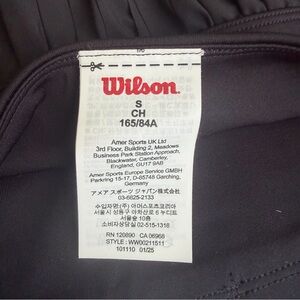 Wilson
S
CH
165/84A
Amer Sports UK Ltd
3rd Floor, Building 2, Meadows
Business Park Station Approach,
Blackwater, Camberley,
England, GU17 9AB
Amer Sports Europe Service GMBH
Parkring 15-17, D-85748 Garching,
Germany
アメア スポーツ ジャパン株式会社
03-6625-2133
수입자명:(주) 아머스포츠코리아
서울시 성동구 아차산로 6 누디트
서울숲 10층
소비자상담실 02-515-1318
RN 120890 CA 06968
STYLE : WW00211511
101110 01/25